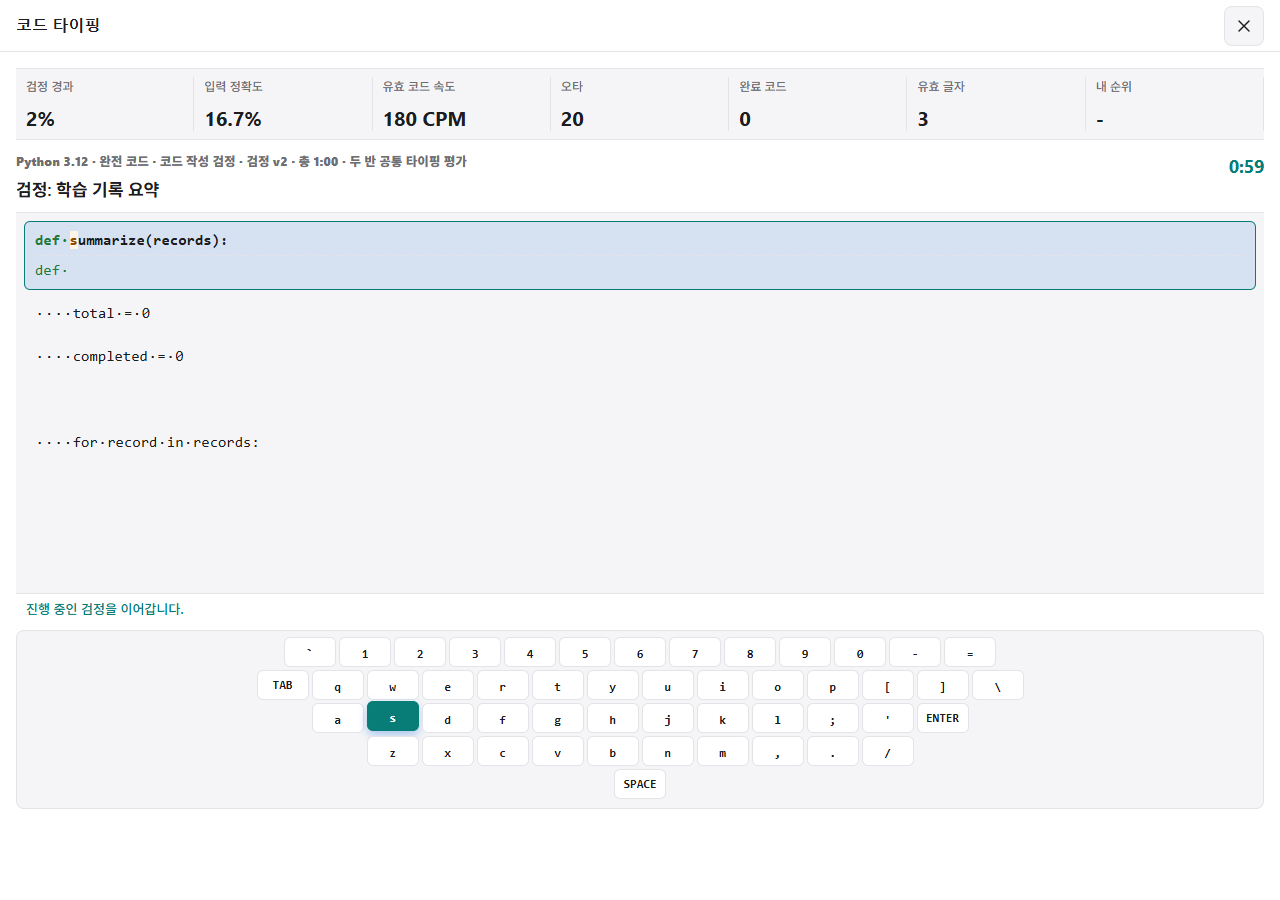 코드 타이핑
검정 경과 입력 정확도 유효 코드 속도 오타 완료 코드 유효 글자 내 순위
2% 16.7% 180 CPM 20 0 3 -
Python 3.12 · 완전 코드 · 코드 작성 검정 · 검정 v2 · 총 1:00 · 두 반 공통 타이핑 평가
0:59
검정: 학습 기록 요약
def·summarize(records):
def·
····total·=·0
····completed·=·0
····for·record·in·records:
진행 중인 검정을 이어갑니다.
` 1 2 3 4 5 6 7 8 9 0 - =
TAB q w e r t y u i o p [ ] \
a s d f g h j k l ; ' ENTER
z x c v b n m , . /
SPACE